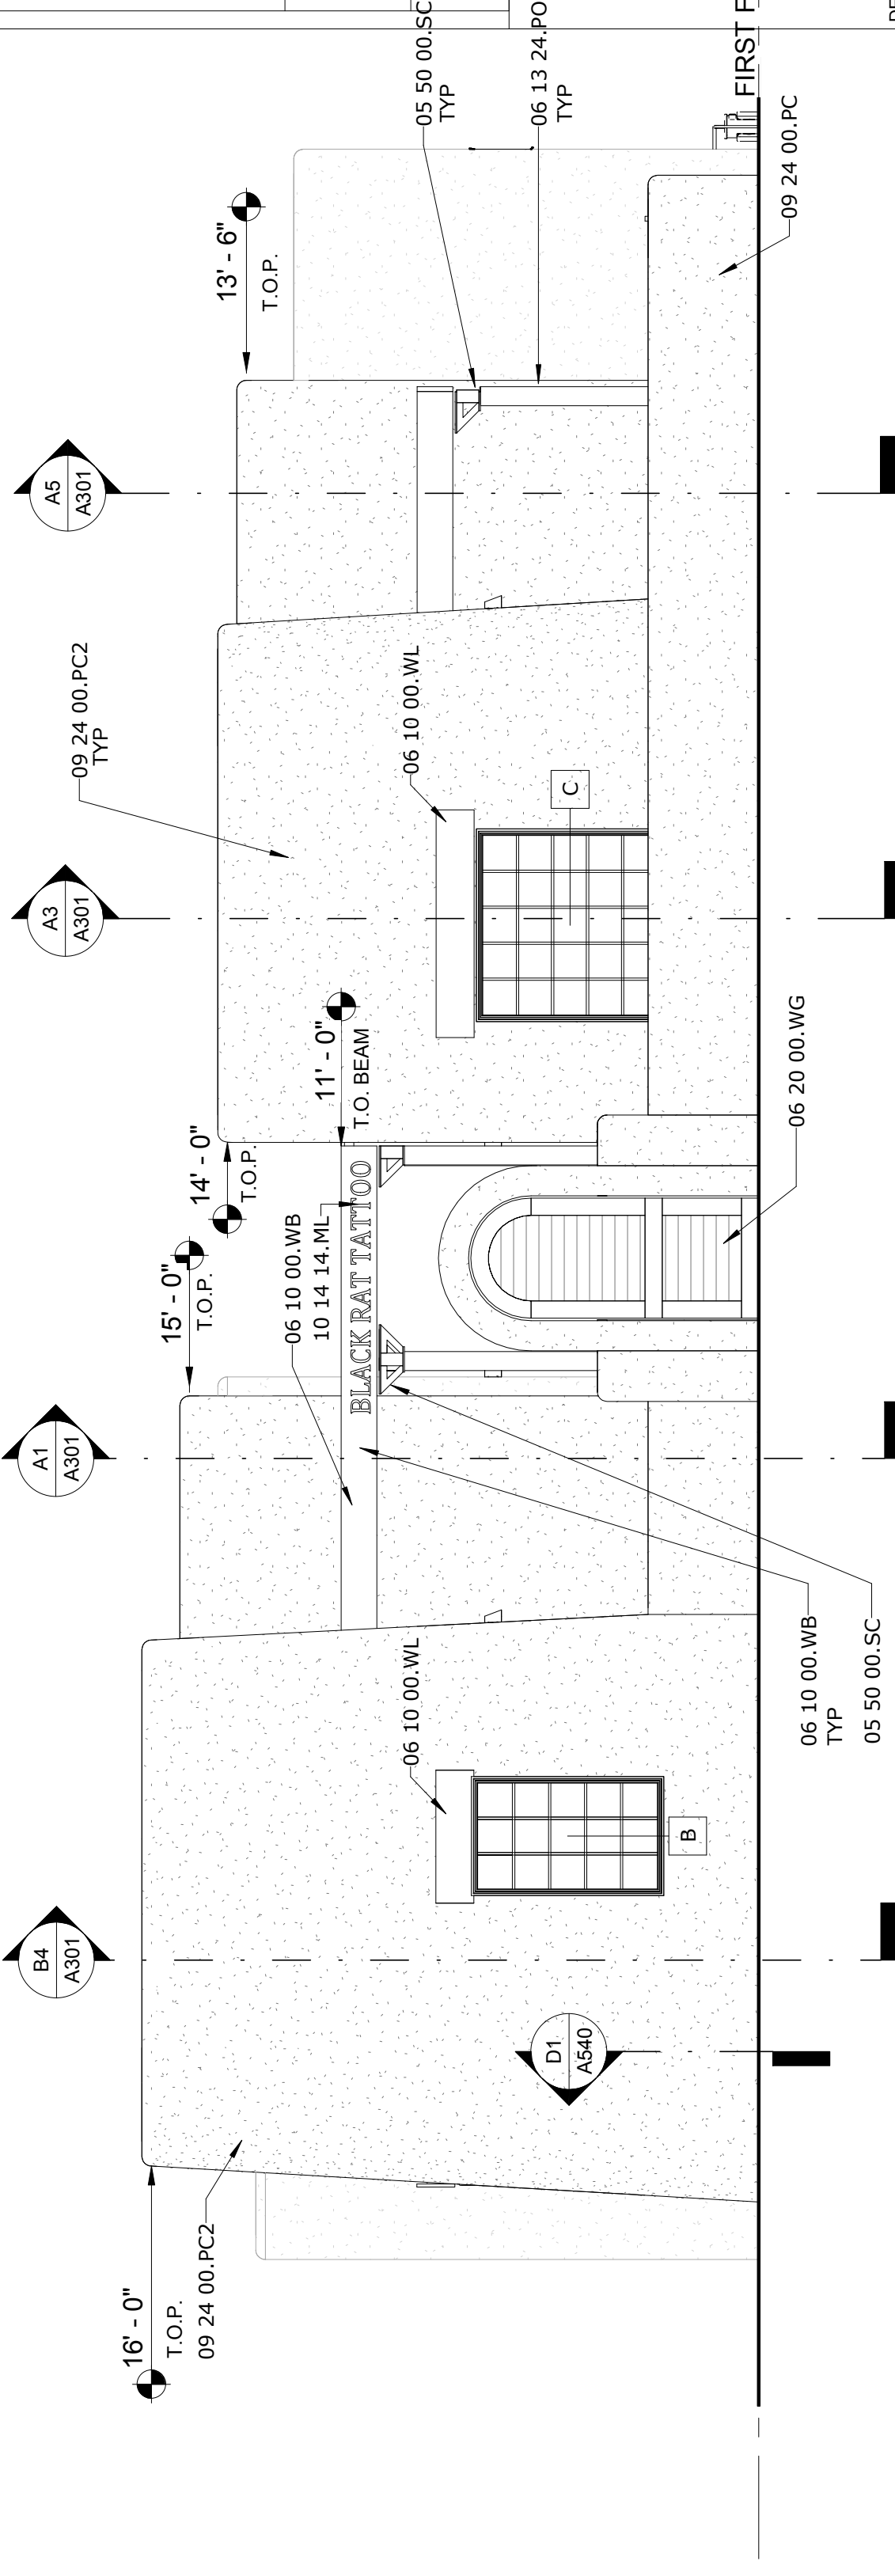 16' - 0"
T.O.P.
09 24 00.PC2
B4
A301
D1
A540
06 10 00.WL
B
A1
A301
15' - 0"
T.O.P.
14' - 0"
T.O.P.
06 10 00.WB
10 14 14.ML
BLACK RAT TATTOO
11' - 0"
T.O. BEAM
06 10 00.WB
TYP
05 50 00.SC
06 20 00.WG
A3
A301
09 24 00.PC2
TYP
06 10 00.WL
C
A5
A301
13' - 6"
T.O.P.
05 50 00.SC
TYP
06 13 24.PO
TYP
09 24 00.PC
FIRST F